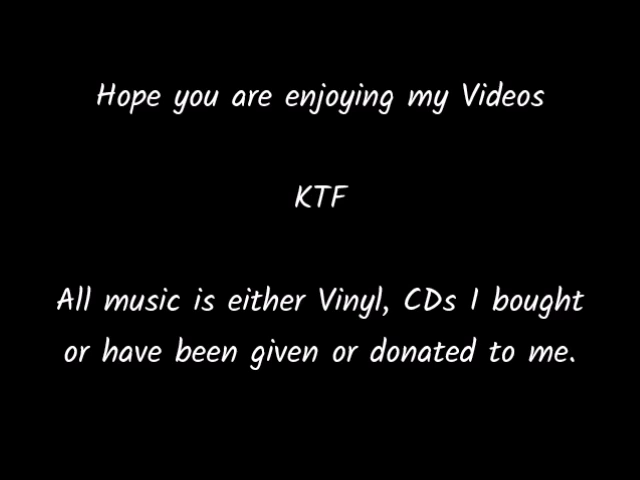 Hope you are enjoying my Videos
KTF
All music is either Vinyl, CDs I bought
or have been given or donated to me.